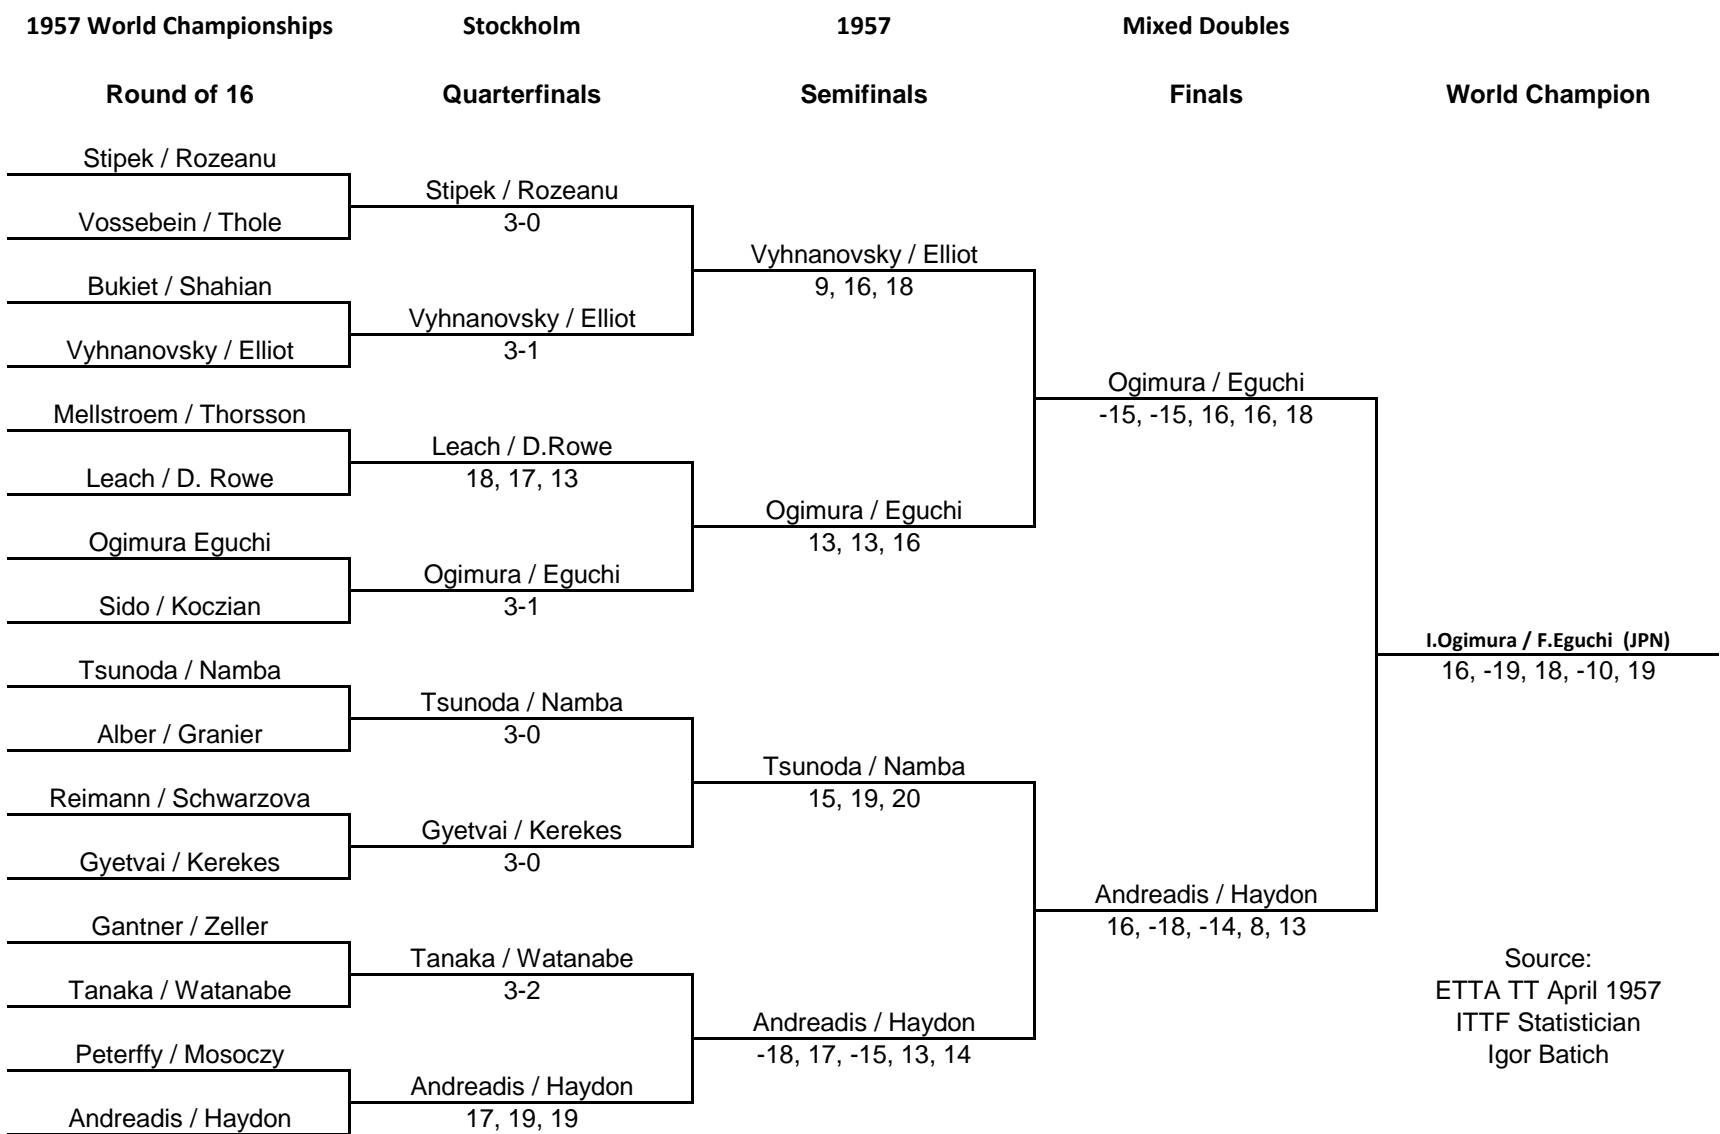 1957 World Championships Stockholm 1957 Mixed Doubles
Round of 16 Quarterfinals Semifinals Finals World Champion
Stipek / Rozeanu
Stipek / Rozeanu
Vossebein / Thole
3-0
Vyhnanovsky / Elliot
Bukiet / Shahian
9, 16, 18
Vyhnanovsky / Elliot
Vyhnanovsky / Elliot
3-1
Ogimura / Eguchi
Mellstroem / Thorsson
-15, -15, 16, 16, 18
Leach / D.Rowe
Leach / D. Rowe
18, 17, 13
Ogimura / Eguchi
Ogimura Eguchi
13, 13, 16
Ogimura / Eguchi
Sido / Koczian
3-1
I.Ogimura / F.Eguchi (JPN)
Tsunoda / Namba
16, -19, 18, -10, 19
Tsunoda / Namba
Alber / Granier
3-0
Tsunoda / Namba
Reimann / Schwarzova
15, 19, 20
Gyetvai / Kerekes
Gyetvai / Kerekes
3-0
Andreadis / Haydon
Gantner / Zeller
16, -18, -14, 8, 13
Tanaka / Watanabe
Source:
Tanaka / Watanabe
3-2
ETTA TT April 1957
Andreadis / Haydon
ITTF Statistician
Peterffy / Mosoczy
-18, 17, -15, 13, 14
Igor Batich
Andreadis / Haydon
Andreadis / Haydon
17, 19, 19